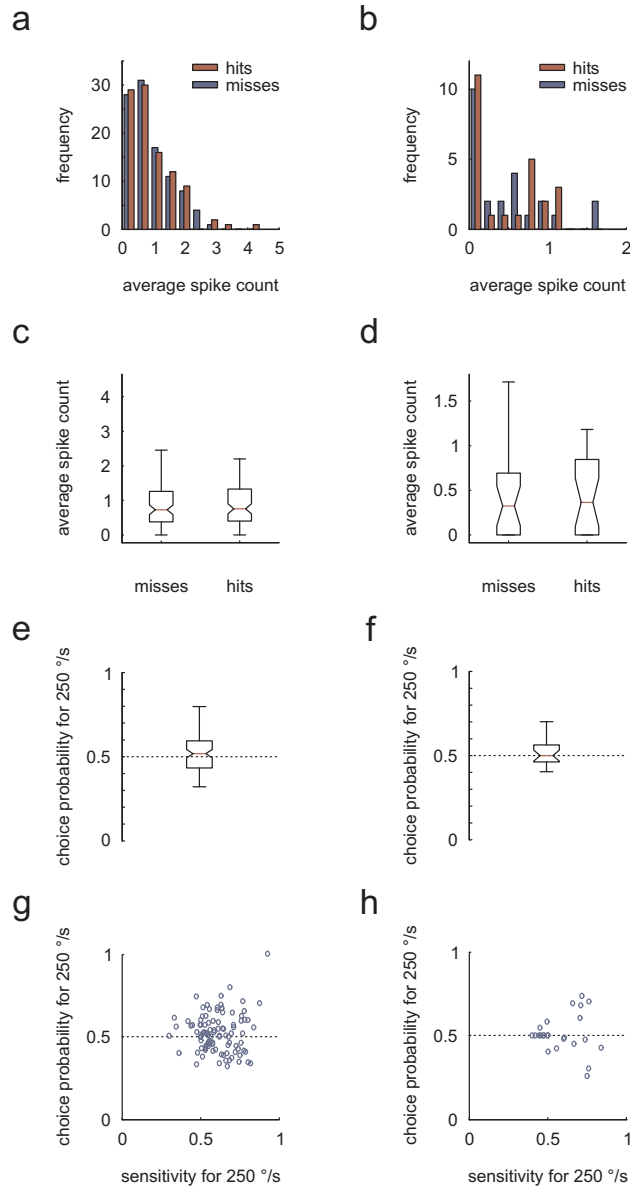 a
b
hits
misses
30
20
10
0
frequency
0 1 2 3 4 5
average spike count
hits
misses
10
5
0
frequency
0 1 2
average spike count
c
d
4
3
2
1
0
average spike count
misses hits
1.5
1
0.5
0
average spike count
misses hits
e
f
1
0.5
0
choice probability for 250 °/s
1
0.5
0
choice probability for 250 °/s
g
h
1
0.5
0
choice probability for 250 °/s
0 0.5 1
sensitivity for 250 °/s
1
0.5
0
choice probability for 250 °/s
0 0.5 1
sensitivity for 250 °/s